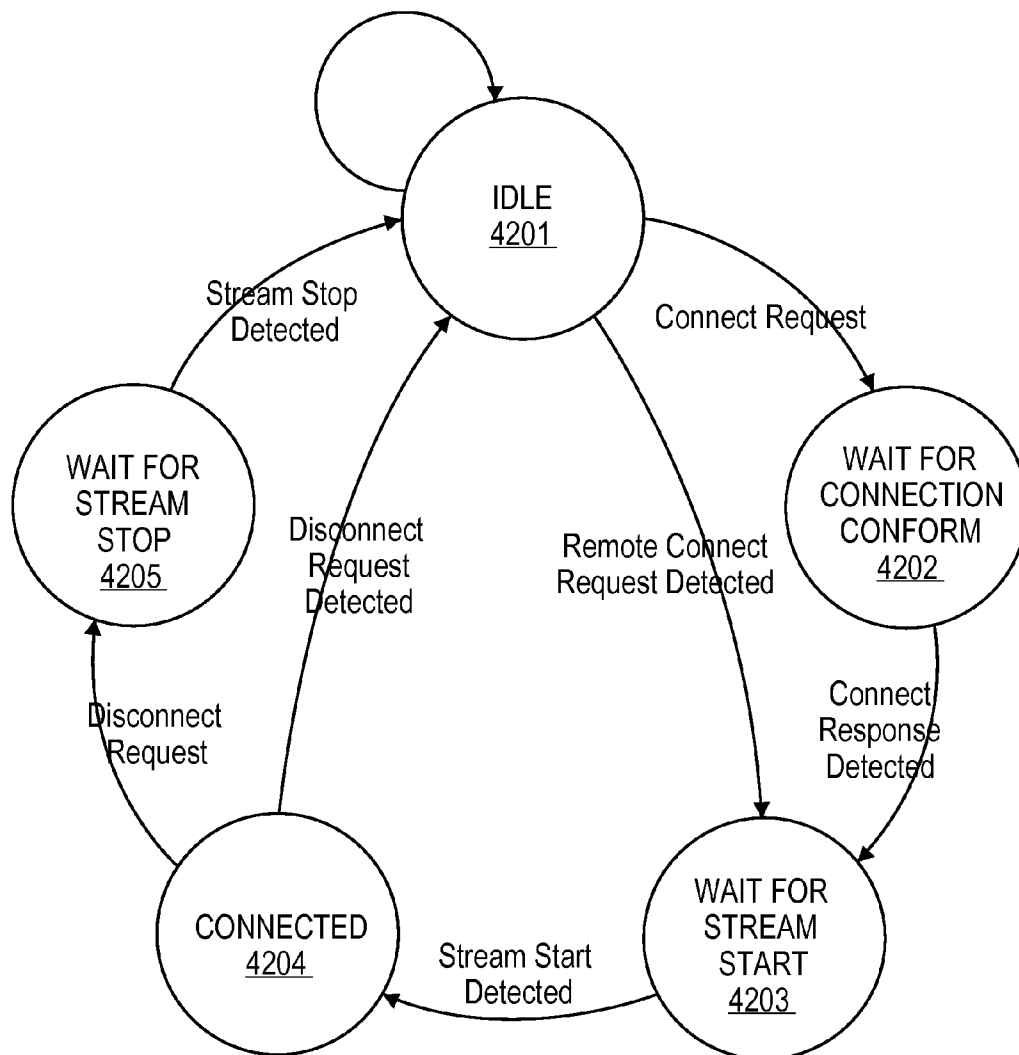 IDLE
4201
Stream Stop
Detected
Connect Request
WAIT FOR
STREAM
STOP
4205
Disconnect
Request
Detected
Remote Connect
Request Detected
WAIT FOR
CONNECTION
CONFORM
4202
Disconnect
Request
Connect
Response
Detected
CONNECTED
4204
Stream Start
Detected
WAIT FOR
STREAM
START
4203